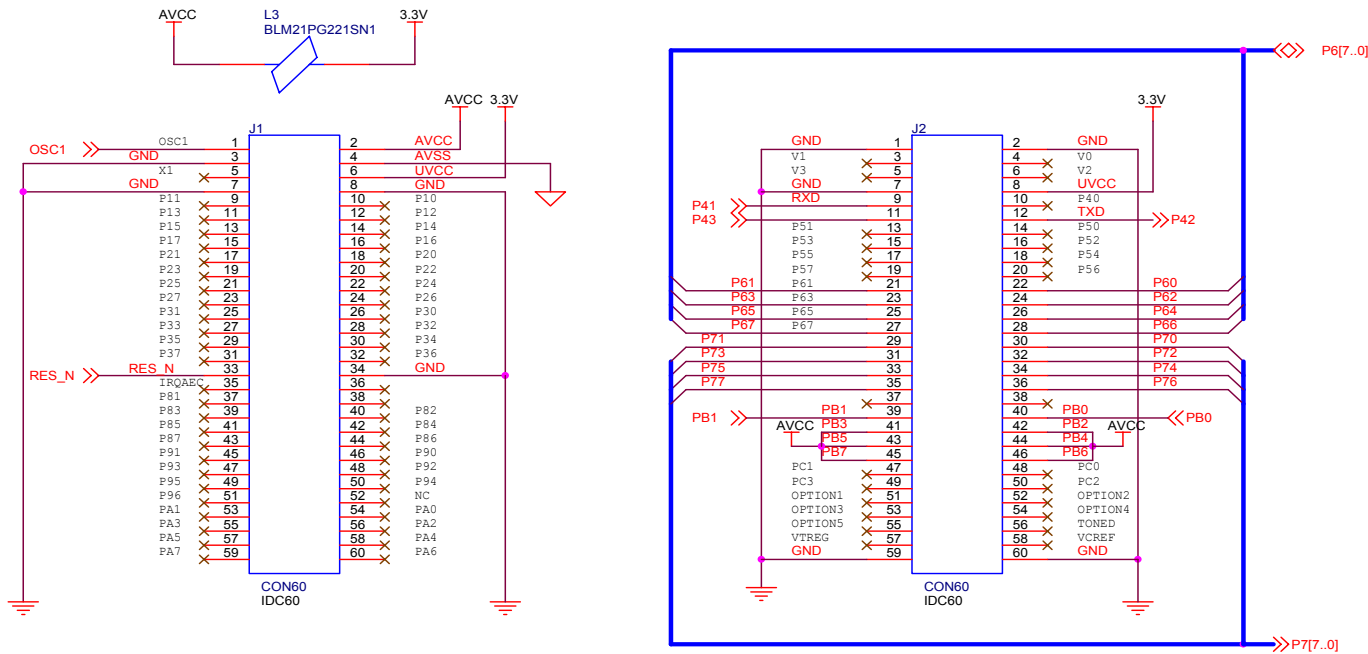 AVCC
L3
BLM21PG221SN1
3.3V
AVCC 3.3V
J1
OSC1 OSC1 1 2 AVCC
GND 3 4 AVSS
X1 5 6 UVCC
GND 7 8 GND
P11 9 10 P10
P13 11 12 P12
P15 13 14 P14
P17 15 16 P16
P21 17 18 P20
P23 19 20 P22
P25 21 22 P24
P27 23 24 P26
P31 25 26 P30
P33 27 28 P32
P35 29 30 P34
P37 31 32 P36
RES_N RES_N 33 34 GND
IRQAEC 35 36
P81 37 38
P83 39 40 P82
P85 41 42 P84
P87 43 44 P86
P91 45 46 P90
P93 47 48 P92
P95 49 50 P94
P96 51 52 NC
PA1 53 54 PA0
PA3 55 56 PA2
PA5 57 58 PA4
PA7 59 60 PA6
CON60
IDC60
P6[7..0]
3.3V
J2
GND 1 2 GND
V1 3 4 V0
V3 5 6 V2
GND 7 8 UVCC
P41 RXD 9 10 P40
P43 11 12 TXD P42
P51 13 14 P50
P53 15 16 P52
P55 17 18 P54
P57 19 20 P56
P61 P61 21 22 P60
P63 P63 23 24 P62
P65 P65 25 26 P64
P67 P67 27 28 P66
P71 29 30 P70
P73 31 32 P72
P75 33 34 P74
P77 35 36 P76
37 38
PB1 PB1 39 40 PB0 PB0
AVCC PB3 41 42 PB2 AVCC
PB5 43 44 PB4
PB7 45 46 PB6
PC1 47 48 PC0
PC3 49 50 PC2
OPTION1 51 52 OPTION2
OPTION3 53 54 OPTION4
OPTION5 55 56 TONED
VTREG 57 58 VCREF
GND 59 60 GND
CON60
IDC60
P7[7..0]